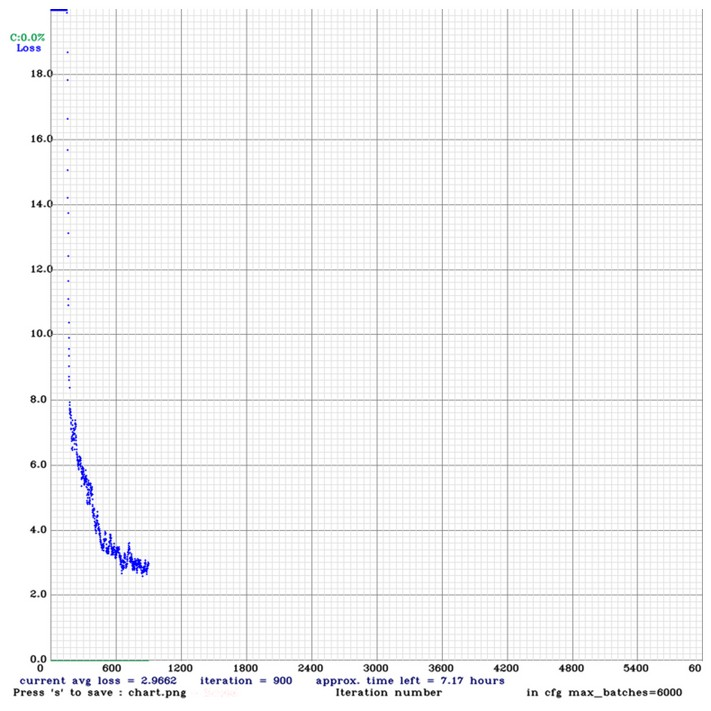 C:0.0%
Loss
18.0
16.0
14.0
12.0
10.0
8.0
6.0
4.0
2.0
0.0
0 600 1200 1800 2400 3000 3600 4200 4800 5400 60
current avg loss = 2.9662 iteration = 900 approx. time left = 7.17 hours
Press 's' to save : chart.png Iteration number in cfg max_batches=6000